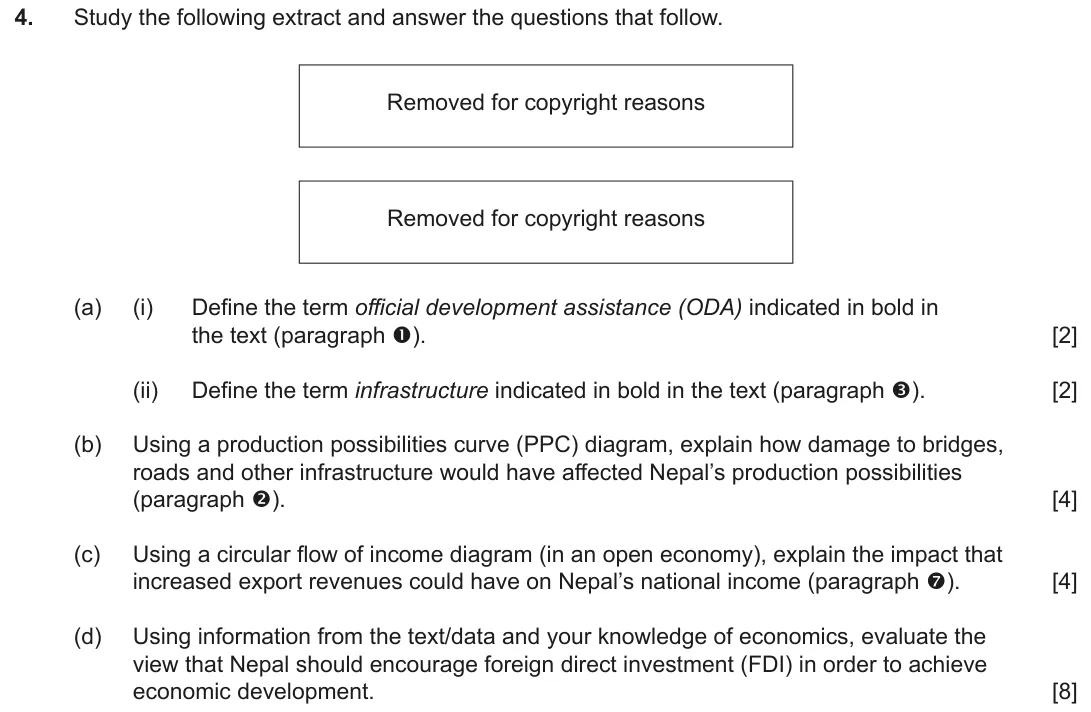 4. Study the following extract and answer the questions that follow.
Removed for copyright reasons
Removed for copyright reasons
(a) (i) Define the term official development assistance (ODA) indicated in bold in
the text (paragraph ❶). [2]
(ii) Define the term infrastructure indicated in bold in the text (paragraph ❸). [2]
(b) Using a production possibilities curve (PPC) diagram, explain how damage to bridges,
roads and other infrastructure would have affected Nepal’s production possibilities
(paragraph ❷). [4]
(c) Using a circular flow of income diagram (in an open economy), explain the impact that
increased export revenues could have on Nepal’s national income (paragraph ❼). [4]
(d) Using information from the text/data and your knowledge of economics, evaluate the
view that Nepal should encourage foreign direct investment (FDI) in order to achieve
economic development. [8]